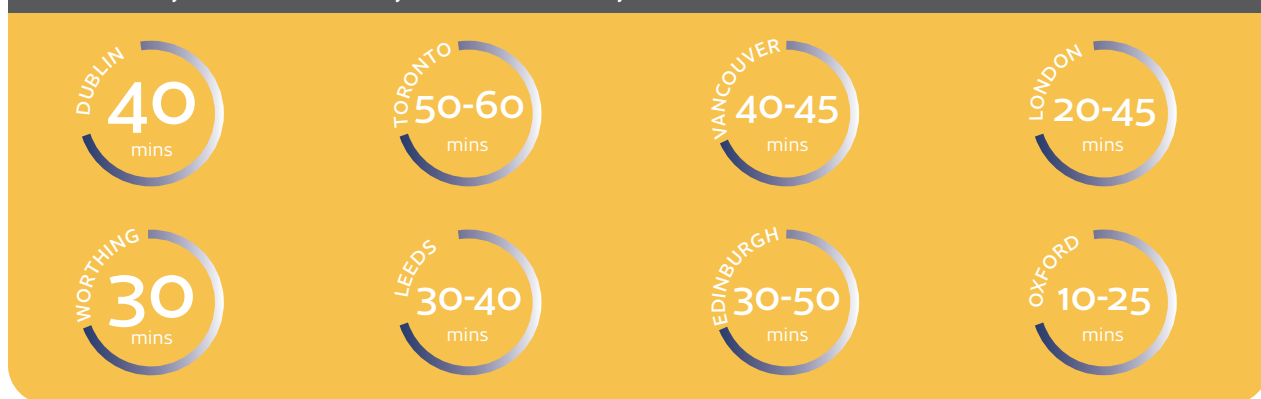 DUBLIN
40
mins
TORONTO
50-60
mins
VANCOUVER
40-45
mins
LONDON
20-45
mins
WORTHING
30
mins
LEEDS
30-40
mins
EDINBURGH
30-50
mins
OXFORD
10-25
mins